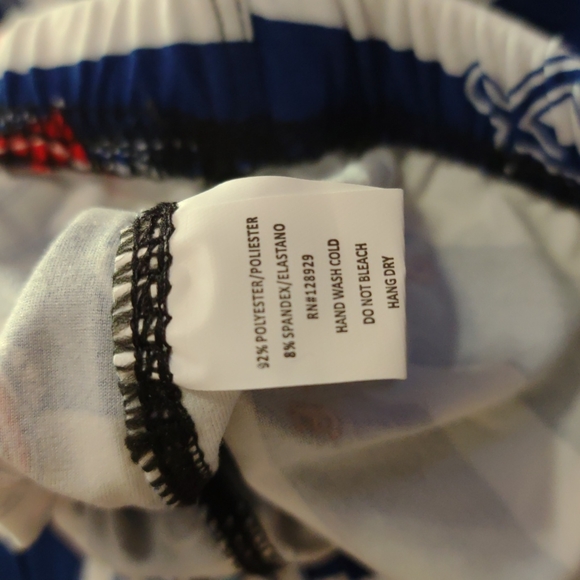 92% POLYESTER/POLIESTER
8% SPANDEX/ELASTANO
RN#128929
HAND WASH COLD
DO NOT BLEACH
HANG DRY